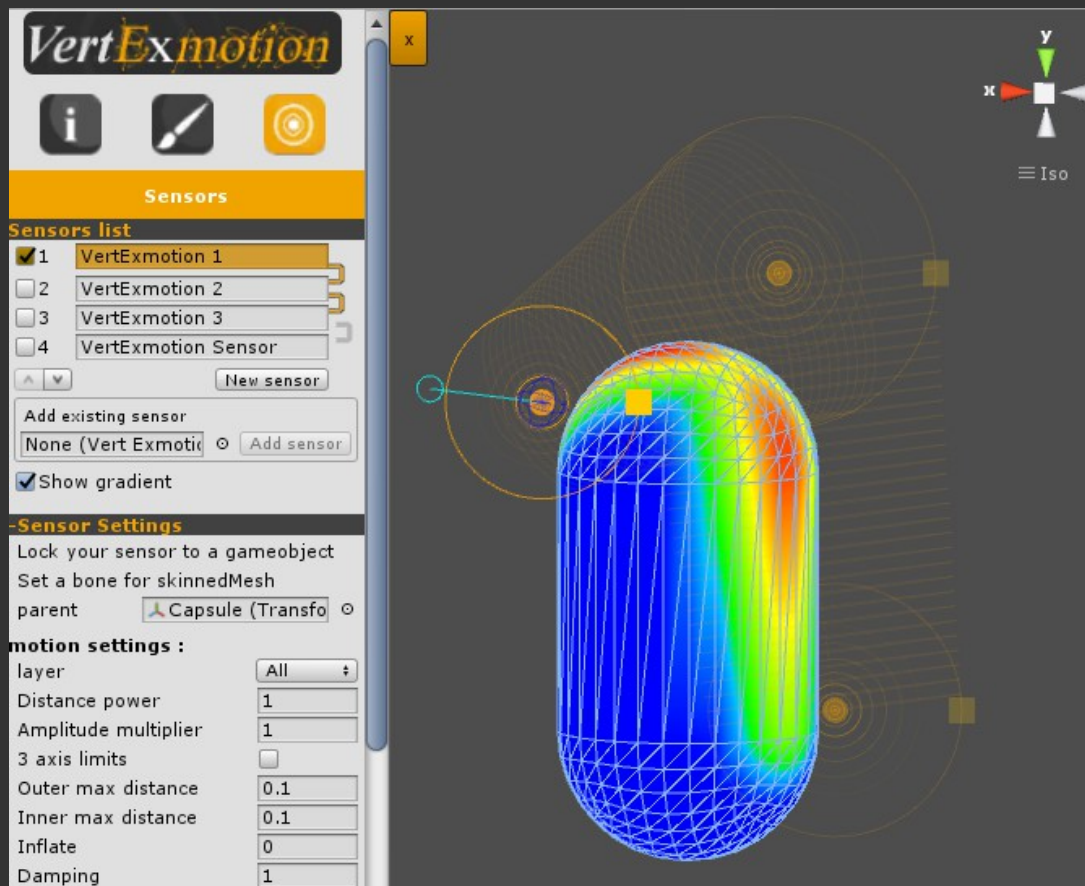 VertExmotion
x
y
x
Iso
Sensors
Sensors list
1 VertExmotion 1
2 VertExmotion 2
3 VertExmotion 3
4 VertExmotion Sensor
New sensor
Add existing sensor
None (Vert Exmotic Add sensor
Show gradient
-Sensor Settings
Lock your sensor to a gameobject
Set a bone for skinnedMesh
parent Capsule (Transfo
motion settings :
layer All
Distance power 1
Amplitude multiplier 1
3 axis limits
Outer max distance 0.1
Inner max distance 0.1
Inflate 0
Damping 1